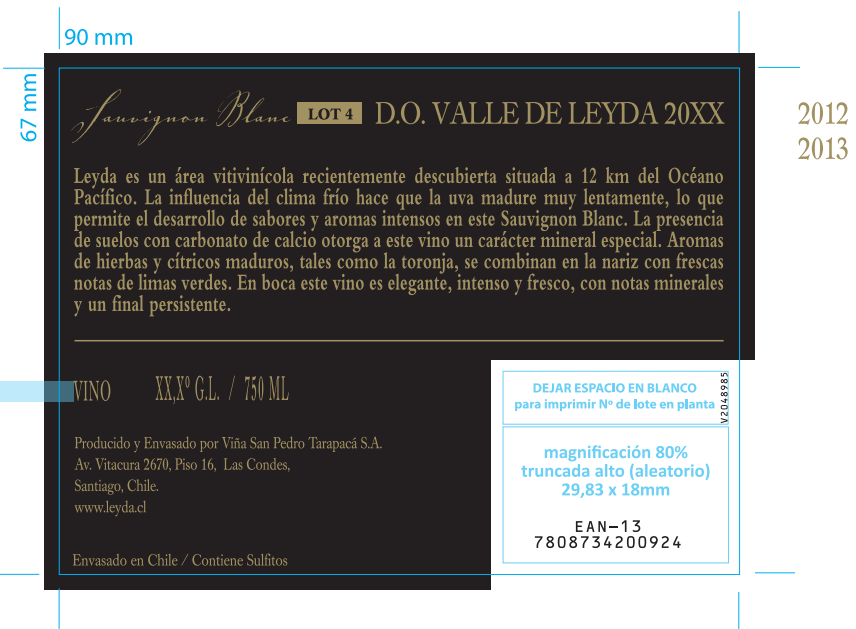 90 mm
67 mm
Sauvignon Blanc LOT 4 D.O. VALLE DE LEYDA 20XX
2012
2013
Leyda es un área vitivinícola recientemente descubierta situada a 12 km del Océano
Pacífico. La influencia del clima frío hace que la uva madure muy lentamente, lo que
permite el desarrollo de sabores y aromas intensos en este Sauvignon Blanc. La presencia
de suelos con carbonato de calcio otorga a este vino un carácter mineral especial. Aromas
de hierbas y cítricos maduros, tales como la toronja, se combinan en la nariz con frescas
notas de limas verdes. En boca este vino es elegante, intenso y fresco, con notas minerales
y un final persistente.
VINO XX,Xº G.L. / 750 ML
Producido y Envasado por Viña San Pedro Tarapacá S.A.
Av. Vitacura 2670, Piso 16, Las Condes,
Santiago, Chile.
www.leyda.cl
Envasado en Chile / Contiene Sulfitos
DEJAR ESPACIO EN BLANCO
para imprimir Nº de lote en planta
V2048985
magnificación 80%
truncada alto (aleatorio)
29,83 x 18mm
EAN-13
7808734200924